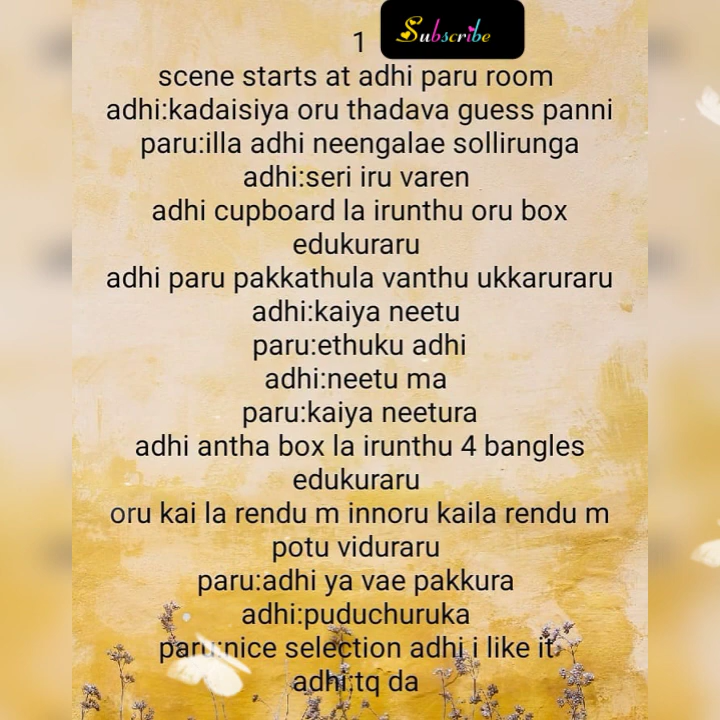 Subscribe
1
scene starts at adhi paru room
adhi:kadaisiya oru thadava guess panni
paru:illa adhi neengalae sollirunga
adhi:seri iru varen
adhi cupboard la irunthu oru box
edukuraru
adhi paru pakkathula vanthu ukkaruraru
adhi:kaiya neetu
paru:ethuku adhi
adhi:neetu ma
paru:kaiya neetura
adhi antha box la irunthu 4 bangles
edukuraru
oru kai la rendu m innoru kaila rendu m
potu viduraru
paru:adhi ya vae pakkura
adhi:puduchuruka
paru:nice selection adhi i like it
adhi:tq da